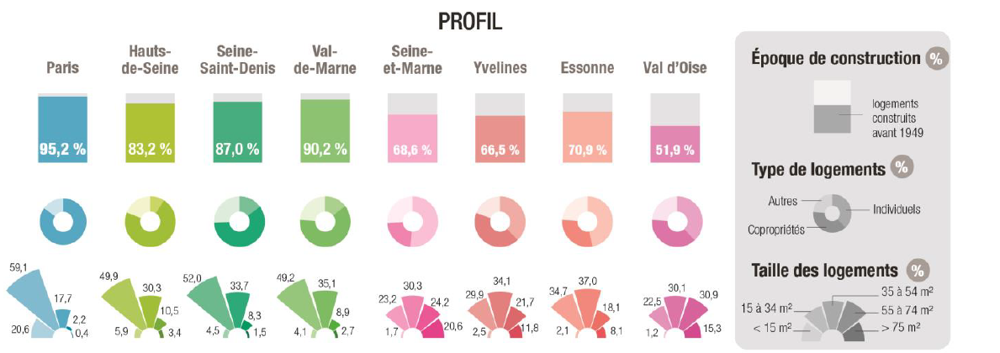 PROFIL
Paris
Hauts-
de-Seine
Seine-
Saint-Denis
Val-
de-Marne
Seine-
et-Marne
Yvelines
Essonne
Val d'Oise
95,2 %
83,2 %
87,0 %
90,2 %
68,6 %
66,5 %
70,9 %
51,9 %
59,1
17,7
20,6
2,2
0,4
49,9
30,3
10,5
5,9
3,4
52,0
33,7
8,3
4,5
1,5
49,2
35,1
8,9
4,1
2,7
30,3
23,2
24,2
1,7
20,6
34,1
29,9
21,7
2,5
11,8
37,0
34,7
18,1
2,1
8,1
30,1
22,5
30,9
1,2
15,3
Époque de construction %
logements
construits
avant 1949
Type de logements %
Autres
Individuels
Copropriétés
Taille des logements %
35 à 54 m²
15 à 34 m²
55 à 74 m²
< 15 m²
> 75 m²